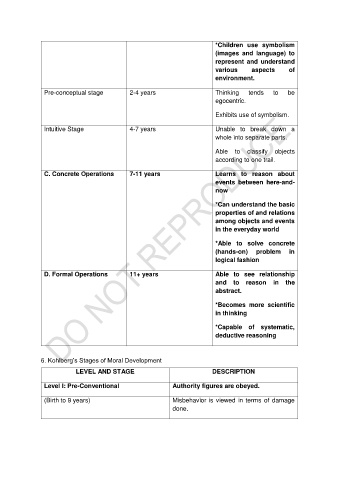 *Children use symbolism
(images and language) to
represent and understand
various aspects of
environment.
Pre-conceptual stage 2-4 years Thinking tends to be
egocentric.
Exhibits use of symbolism.
Intuitive Stage 4-7 years Unable to break down a
whole into separate parts.
Able to classify objects
according to one trail.
C. Concrete Operations 7-11 years Learns to reason about
events between here-and-
now
*Can understand the basic
properties of and relations
among objects and events
in the everyday world
*Able to solve concrete
(hands-on) problem in
logical fashion
D. Formal Operations 11+ years Able to see relationship
and to reason in the
abstract.
*Becomes more scientific
in thinking
*Capable of systematic,
deductive reasoning
DO NOT REPRODUCE
6. Kohlberg's Stages of Moral Development
LEVEL AND STAGE DESCRIPTION
Level I: Pre-Conventional Authority figures are obeyed.
(Birth to 9 years) Misbehavior is viewed in terms of damage
done.